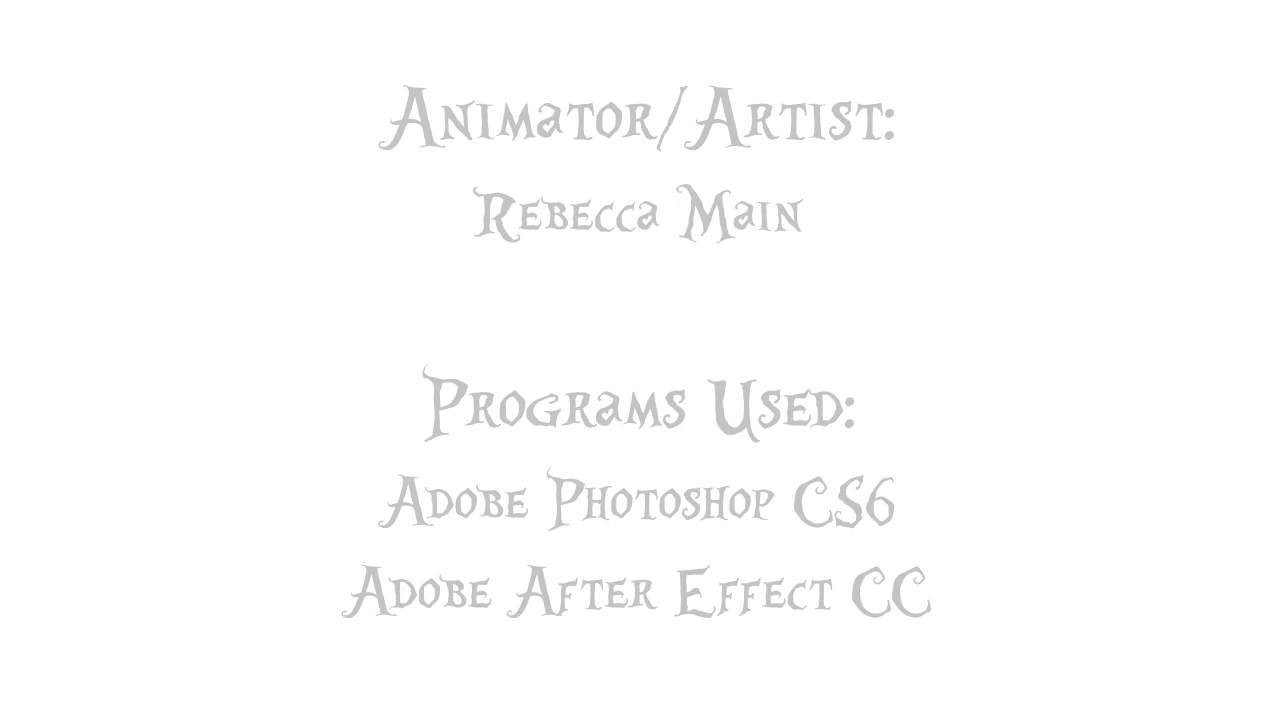 Animator/Artist:
Rebecca Main
Programs Used:
Adobe Photoshop CS6
Adobe After Effect CC